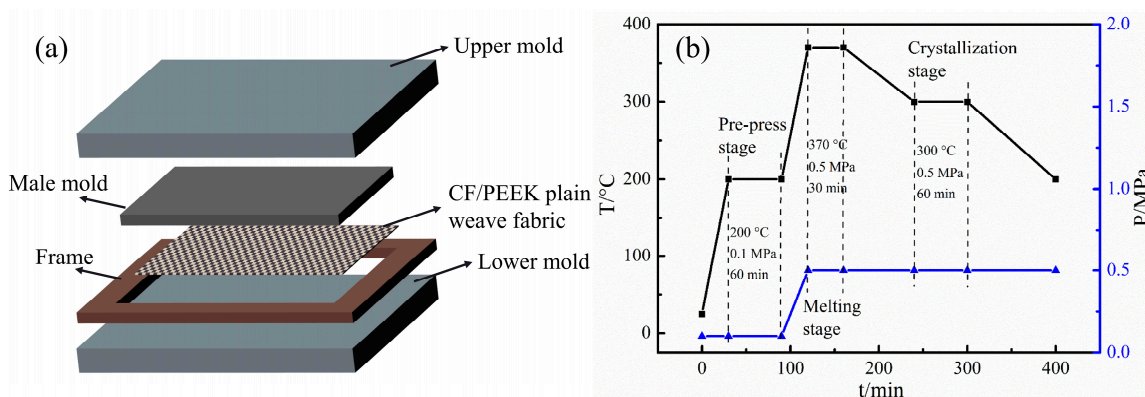 (a)
Upper mold
Male mold
CF/PEEK plain
weave fabric
Frame
Lower mold
(b)
400
300
200
100
0
T/°C
2.0
1.5
1.0
0.5
0.0
P/MPa
0
100
200
300
400
t/min
Pre-press
stage
200 °C
0.1 MPa
60 min
370 °C
0.5 MPa
30 min
Melting
stage
Crystallization
stage
300 °C
0.5 MPa
60 min